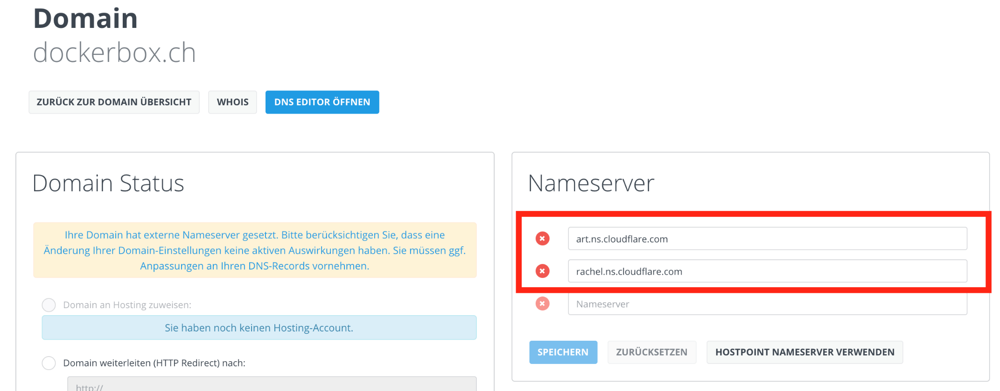 Domain
dockerbox.ch
ZURÜCK ZUR DOMAIN ÜBERSICHT
WHOIS
DNS EDITOR ÖFFNEN
Domain Status
Ihre Domain hat externe Nameserver gesetzt. Bitte berücksichtigen Sie, dass eine
Änderung Ihrer Domain-Einstellungen keine aktiven Auswirkungen haben. Sie müssen ggf.
Anpassungen an Ihren DNS-Records vornehmen.
Domain an Hosting zuweisen:
Sie haben noch keinen Hosting-Account.
Domain weiterleiten (HTTP Redirect) nach:
http://
Nameserver
art.ns.cloudflare.com
rachel.ns.cloudflare.com
Nameserver
SPEICHERN
ZURÜCKSETZEN
HOSTPOINT NAMESERVER VERWENDEN